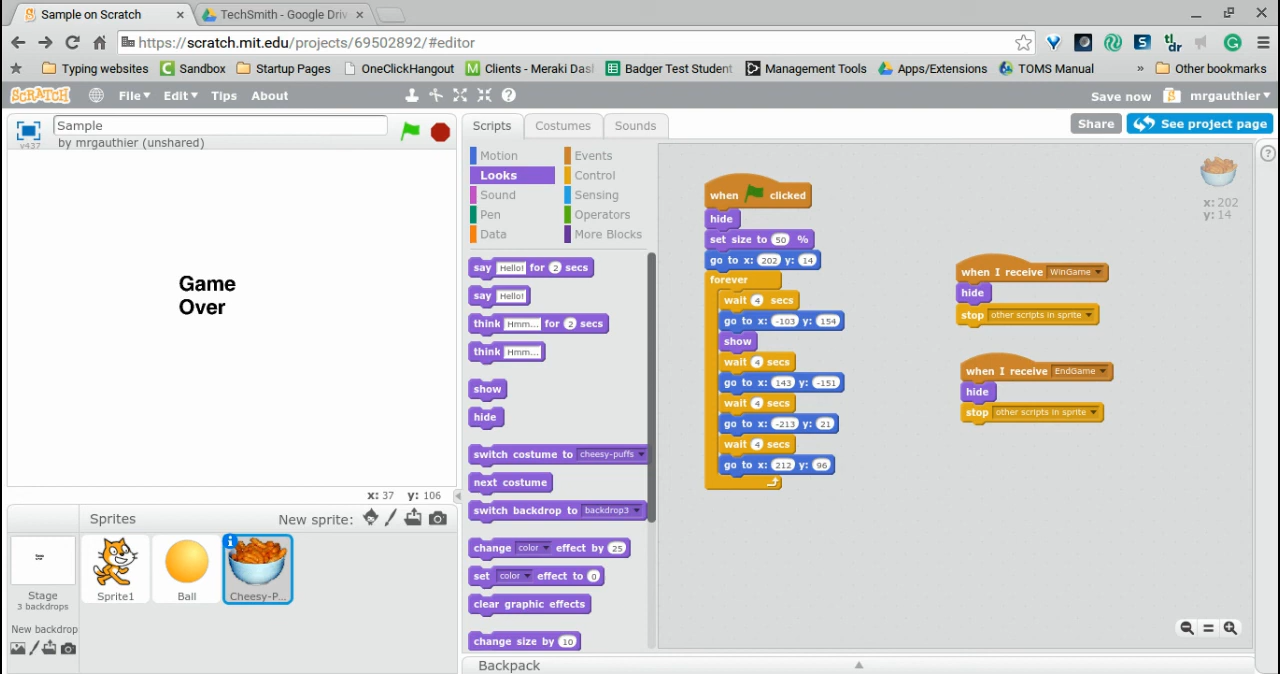 Sample on Scratch
TechSmith - Google Driv
https://scratch.mit.edu/projects/69502892/#editor
Typing websites
Sandbox
Startup Pages
OneClickHangout
Clients - Meraki Das
Badger Test Student
Management Tools
Apps/Extensions
TOMS Manual
»
Other bookmarks
SCRATCH
File
Edit
Tips
About
Save now
mrgauthier
v437
Sample
by mrgauthier (unshared)
Scripts
Costumes
Sounds
Share
See project page
Game
Over
Motion
Events
Looks
Control
Sound
Sensing
Pen
Operators
Data
More Blocks
say Hello! for 2 secs
say Hello!
think Hmm... for 2 secs
think Hmm...
show
hide
switch costume to cheesy-puffs
next costume
switch backdrop to backdrop3
change color effect by 25
set color effect to 0
clear graphic effects
change size by 10
when clicked
hide
set size to 50 %
go to x: 202 y: 14
forever
wait 4 secs
go to x: -103 y: 154
show
wait 4 secs
go to x: 143 y: -151
wait 4 secs
go to x: -213 y: 21
wait 4 secs
go to x: 212 y: 96
when I receive WinGame
hide
stop other scripts in sprite
when I receive EndGame
hide
stop other scripts in sprite
x: 202
y: 14
x: 37 y: 106
Sprites
New sprite:
Stage
3 backdrops
New backdrop
Sprite1
Ball
Cheesy-P...
Backpack